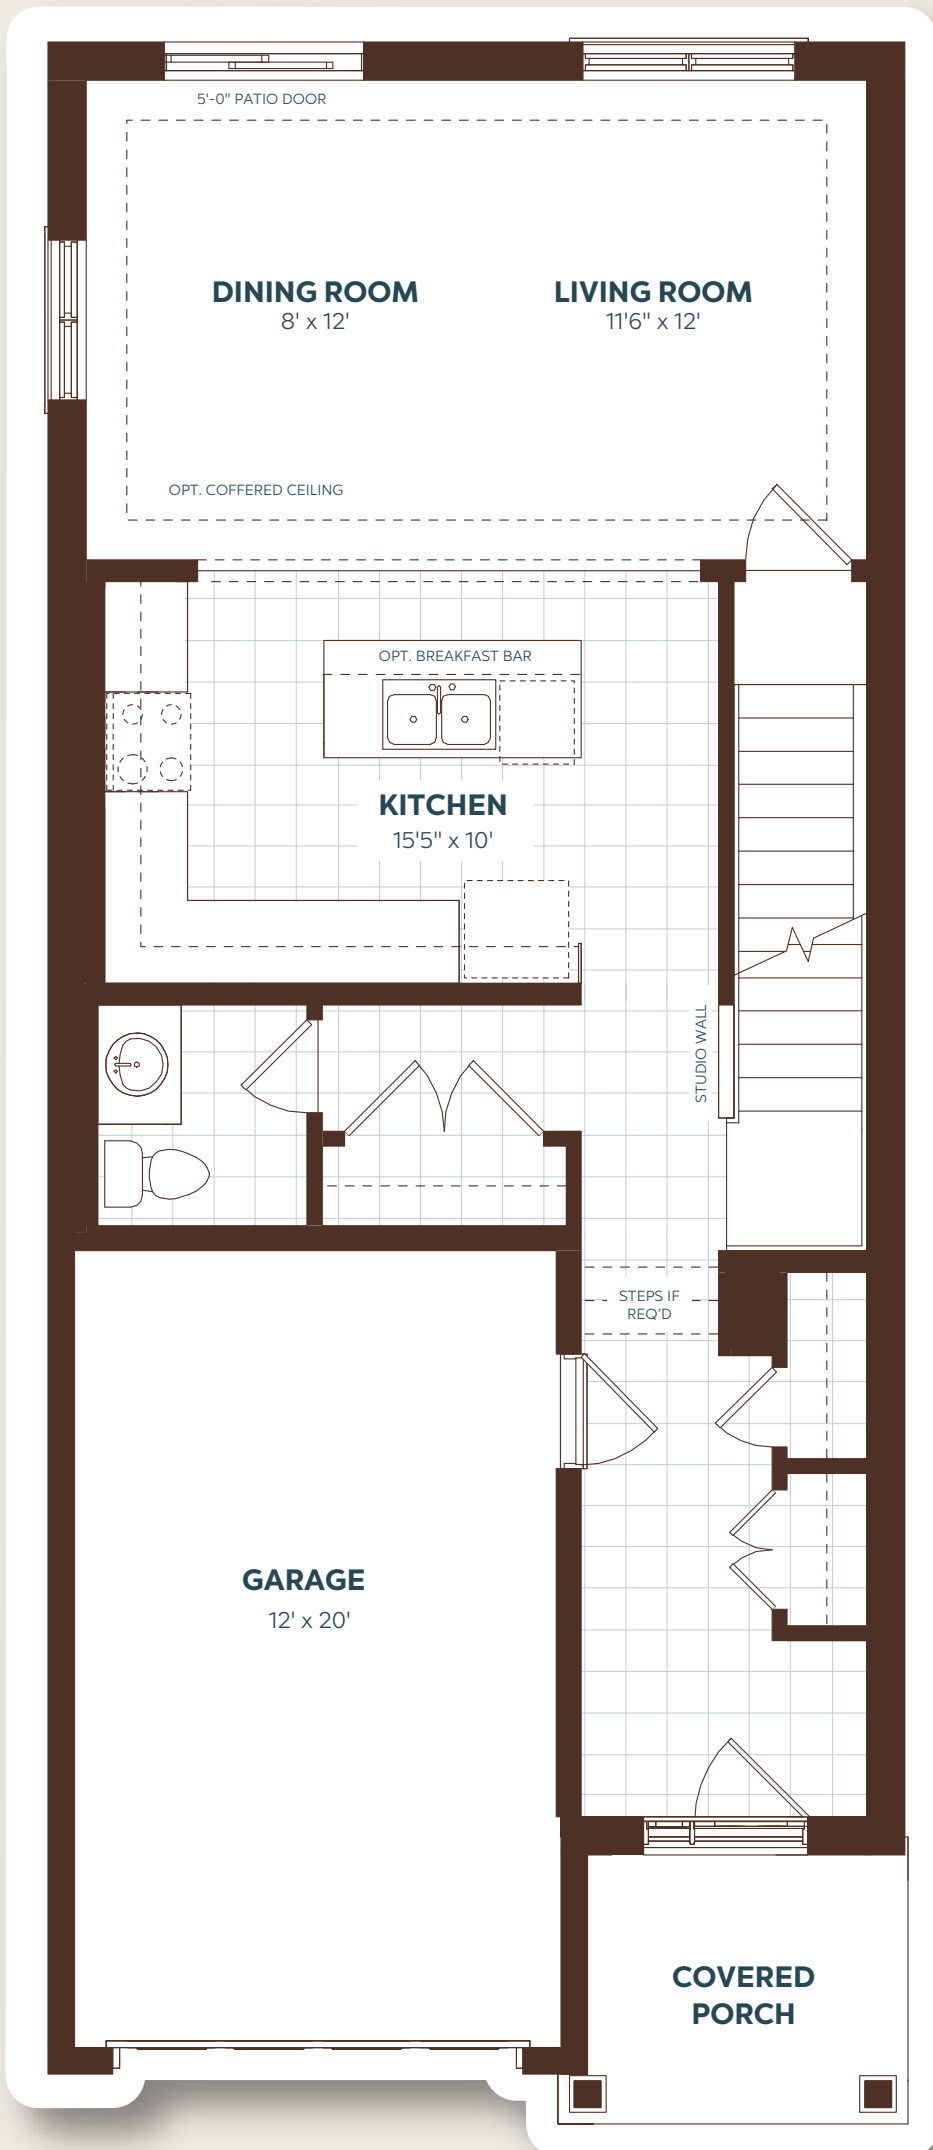 5'-0" PATIO DOOR
DINING ROOM
8' x 12'
LIVING ROOM
11'6" x 12'
OPT. COFFERED CEILING
OPT. BREAKFAST BAR
KITCHEN
15'5" x 10'
STUDIO WALL
STEPS IF
REQ'D
GARAGE
12' x 20'
COVERED
PORCH